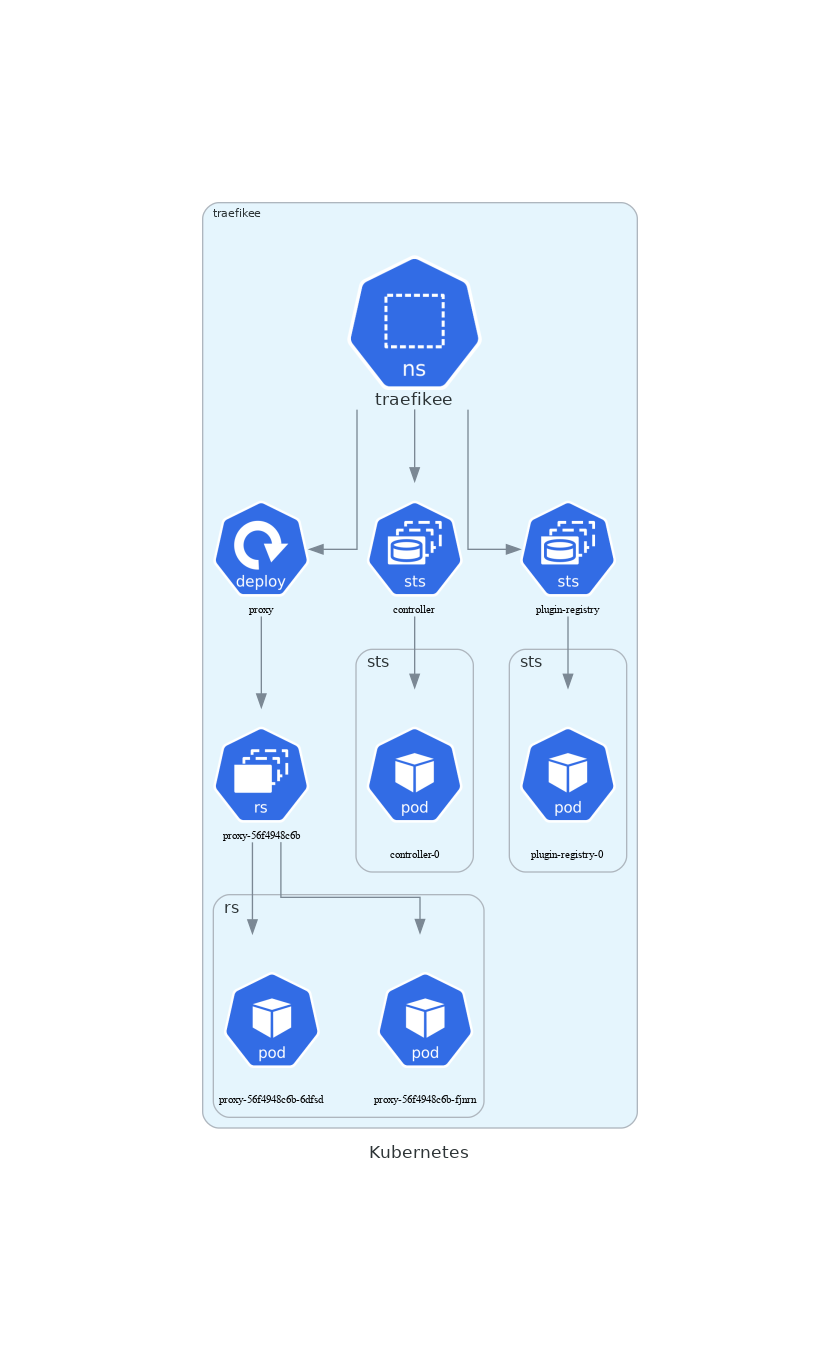 traefikee
ns
traefikee
deploy
sts
sts
proxy
controller
plugin-registry
sts
sts
rs
pod
pod
proxy-56f4948c6b
controller-0
plugin-registry-0
rs
pod
pod
proxy-56f4948c6b-6dfsd
proxy-56f4948c6b-fjnrn
Kubernetes